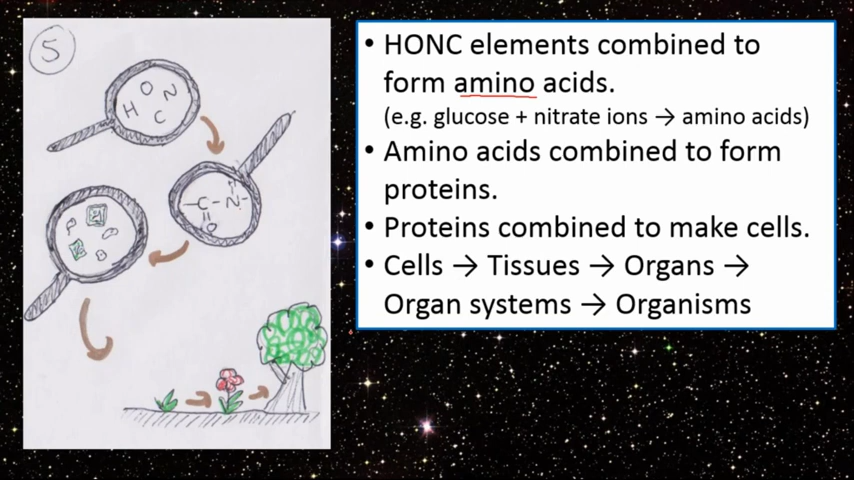 5
H O N C
- C - N -
H
O
• HONC elements combined to
form amino acids.
(e.g. glucose + nitrate ions → amino acids)
• Amino acids combined to form
proteins.
• Proteins combined to make cells.
• Cells → Tissues → Organs →
Organ systems → Organisms